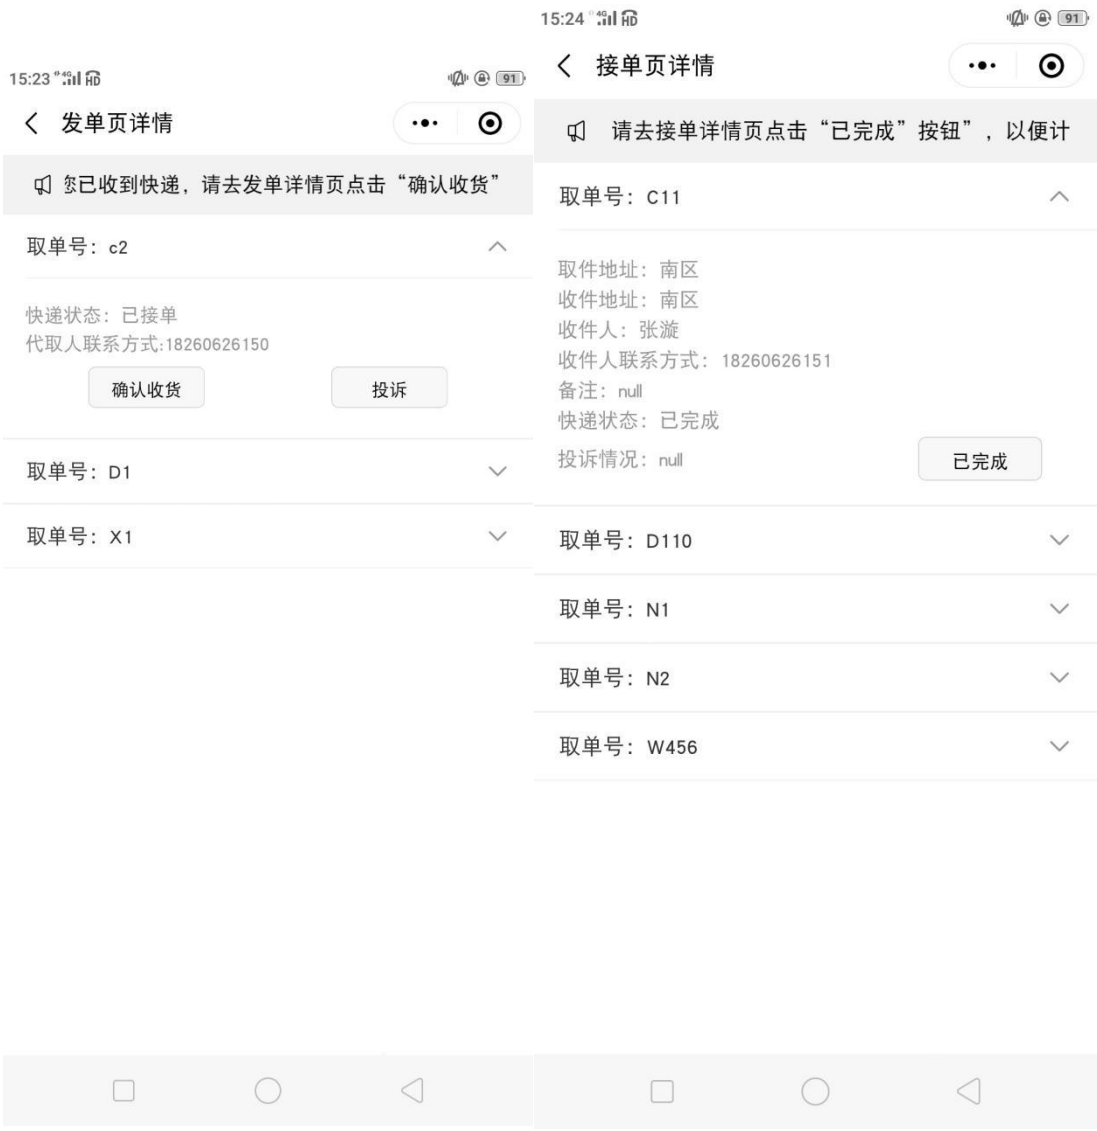 15:23 4G HD 91
发单页详情
您已收到快递，请去发单详情页点击“确认收货”
取单号：c2
快递状态：已接单
代取人联系方式:18260626150
确认收货 投诉
取单号：D1
取单号：X1
15:24 4G HD 91
接单页详情
请去接单详情页点击“已完成”按钮”，以便计
取单号：C11
取件地址：南区
收件地址：南区
收件人：张漩
收件人联系方式：18260626151
备注：null
快递状态：已完成
投诉情况：null
已完成
取单号：D110
取单号：N1
取单号：N2
取单号：W456